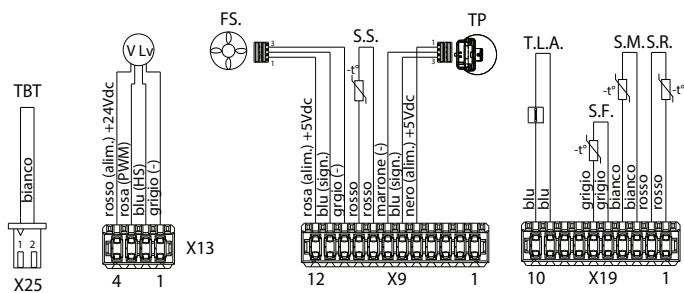 TBT
bianco
1 2
X25
V Lv
rosso (alim.) +24Vdc
rosa (PWM)
blu (HS)
grigio (-)
X13
4 1
FS.
3
1
S.S.
-t°
TP
1
3
rosa (alim.) +5Vdc
blu (sign.)
grgio (-)
rosso
rosso
marrone (-)
blu (sign.)
nero (alim.) +5Vdc
12 X9 1
T.L.A.
S.F.
-t°
S.M.
-t°
S.R.
-t°
blu
blu
grigio
grigio
bianco
bianco
rosso
rosso
10 X19 1